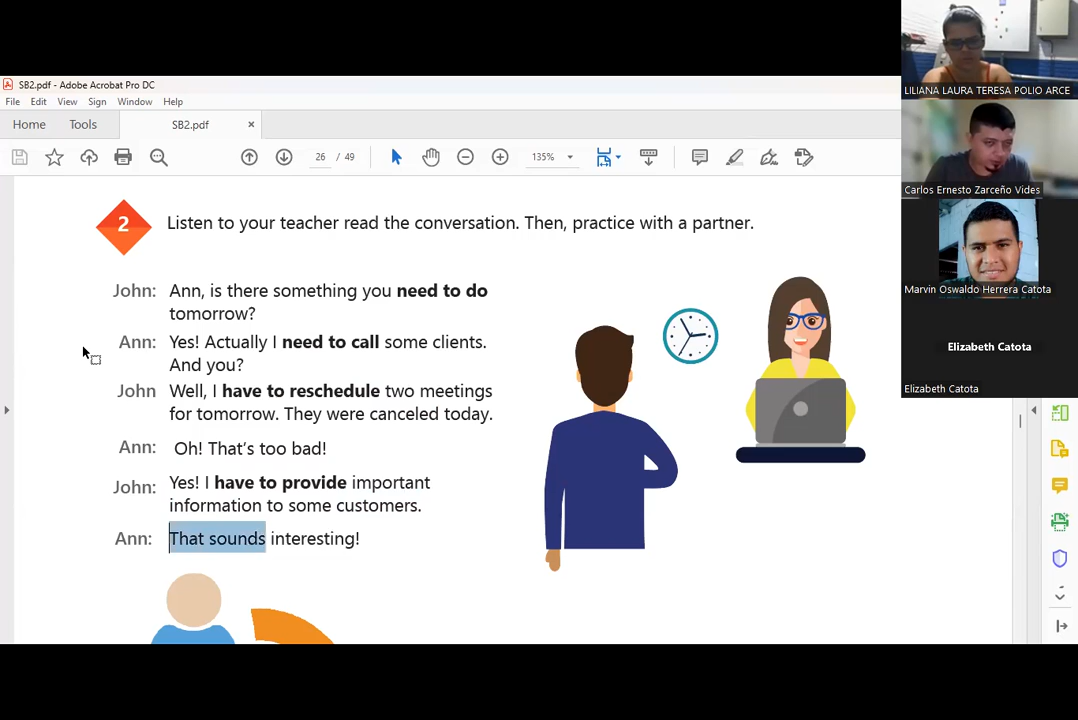 SB2.pdf - Adobe Acrobat Pro DC
File Edit View Sign Window Help
Home Tools SB2.pdf ×
26 / 49 135%
2 Listen to your teacher read the conversation. Then, practice with a partner.
John: Ann, is there something you need to do
tomorrow?
Ann: Yes! Actually I need to call some clients.
And you?
John Well, I have to reschedule two meetings
for tomorrow. They were canceled today.
Ann: Oh! That's too bad!
John: Yes! I have to provide important
information to some customers.
Ann: That sounds interesting!
LILIANA LAURA TERESA POLIO ARCE
Carlos Ernesto Zarceño Vides
Marvin Oswaldo Herrera Catota
Elizabeth Catota
Elizabeth Catota